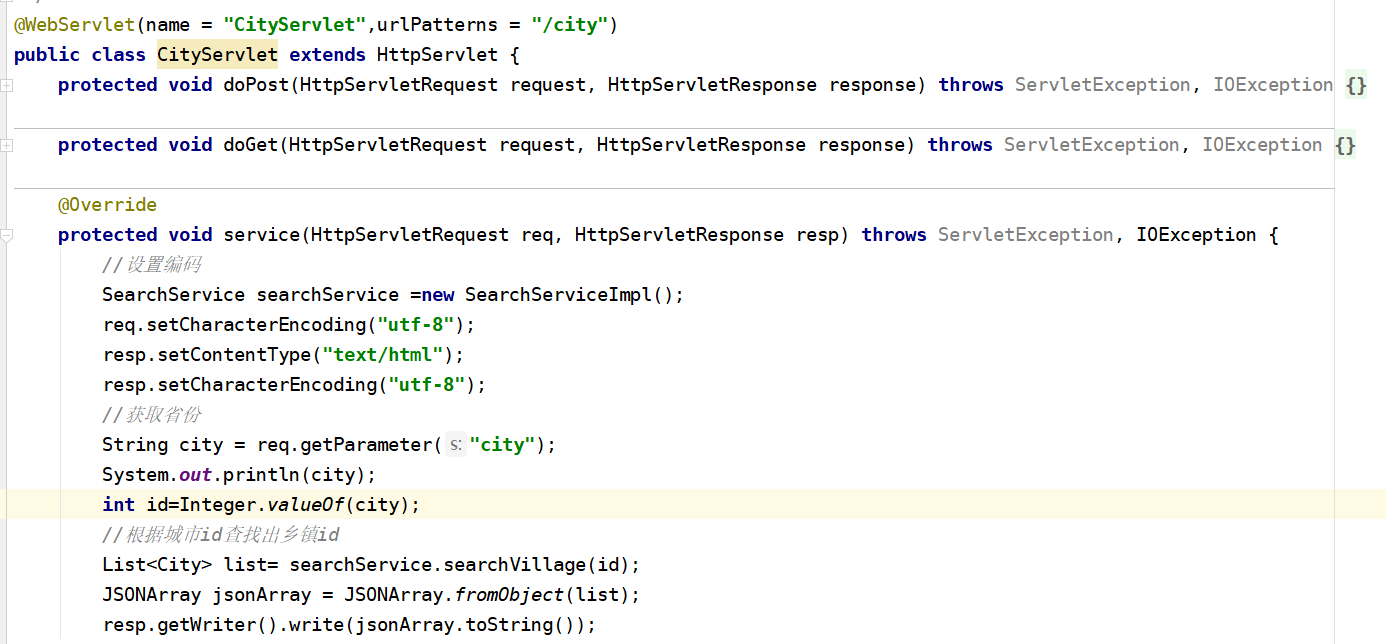 @WebServlet(name = "CityServlet",urlPatterns = "/city")
public class CityServlet extends HttpServlet {
    protected void doPost(HttpServletRequest request, HttpServletResponse response) throws ServletException, IOException {}
    protected void doGet(HttpServletRequest request, HttpServletResponse response) throws ServletException, IOException {}
    @Override
    protected void service(HttpServletRequest req, HttpServletResponse resp) throws ServletException, IOException {
        //设置编码
        SearchService searchService =new SearchServiceImpl();
        req.setCharacterEncoding("utf-8");
        resp.setContentType("text/html");
        resp.setCharacterEncoding("utf-8");
        //获取省份
        String city = req.getParameter( s: "city");
        System.out.println(city);
        int id=Integer.valueOf(city);
        //根据城市id查找出乡镇id
        List<City> list= searchService.searchVillage(id);
        JSONArray jsonArray = JSONArray.fromObject(list);
        resp.getWriter().write(jsonArray.toString());